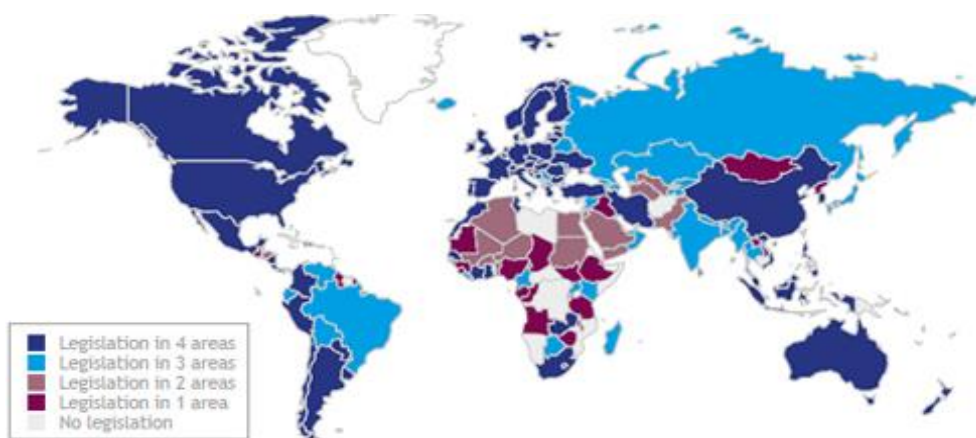 Legislation in 4 areas
Legislation in 3 areas
Legislation in 2 areas
Legislation in 1 area
No legislation